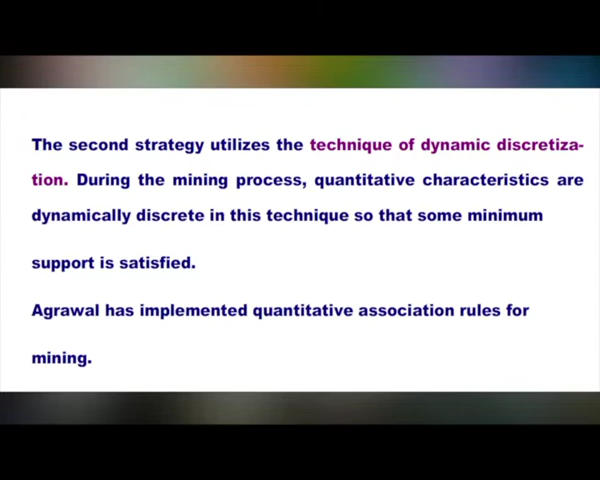 The second strategy utilizes the technique of dynamic discretiza-
tion. During the mining process, quantitative characteristics are
dynamically discrete in this technique so that some minimum
support is satisfied.
Agrawal has implemented quantitative association rules for
mining.